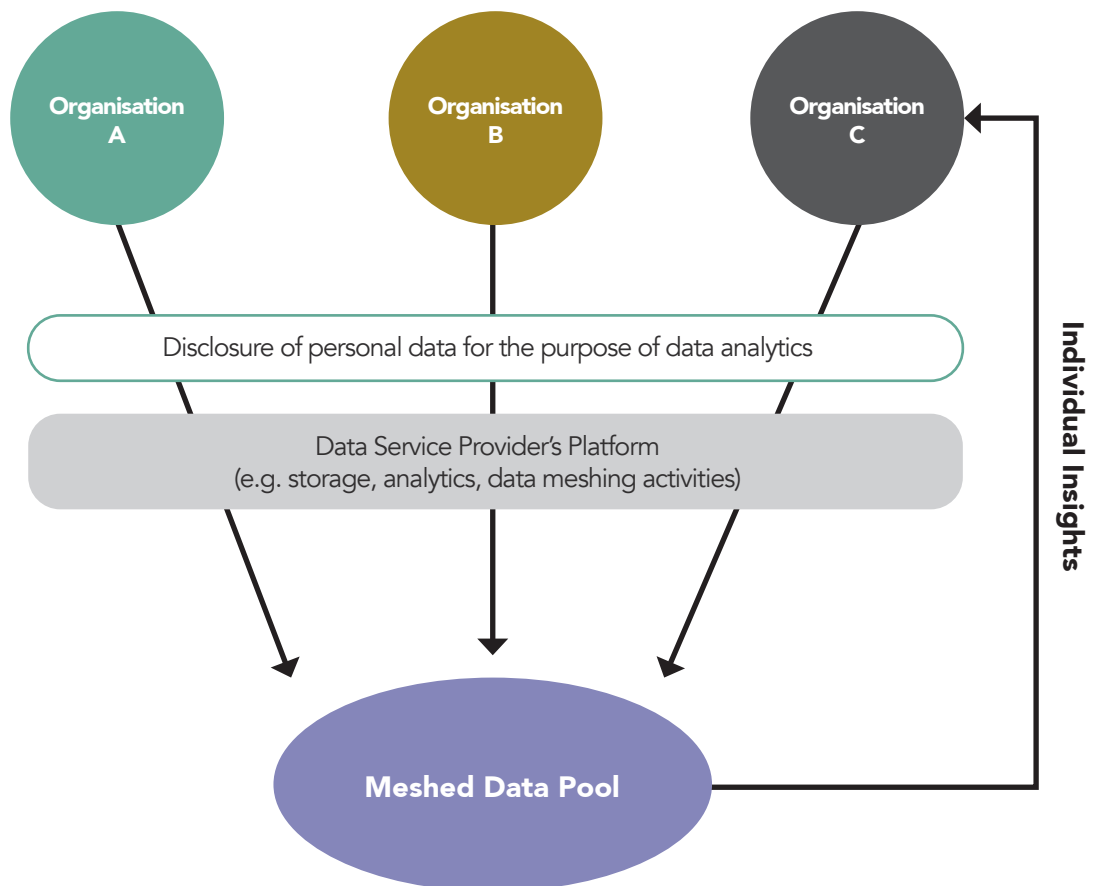 Organisation
A
Organisation
B
Organisation
C
Disclosure of personal data for the purpose of data analytics
Data Service Provider’s Platform
(e.g. storage, analytics, data meshing activities)
Individual Insights
Meshed Data Pool